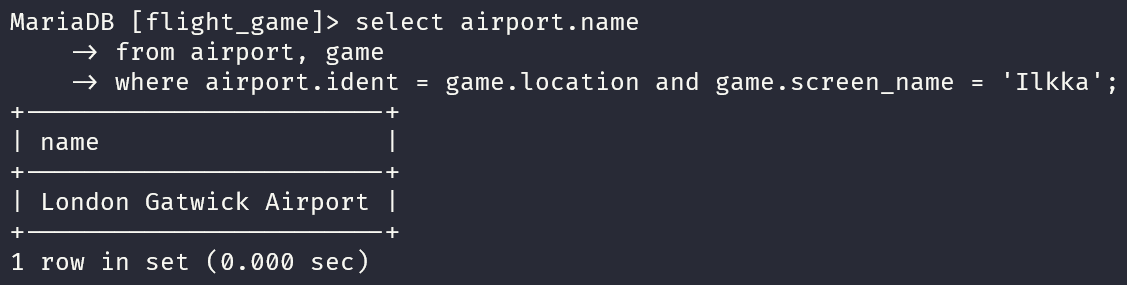 MariaDB [flight_game]> select airport.name
    -> from airport, game
    -> where airport.ident = game.location and game.screen_name = 'Ilkka';
+------------------------+
| name                   |
+------------------------+
| London Gatwick Airport |
+------------------------+
1 row in set (0.000 sec)